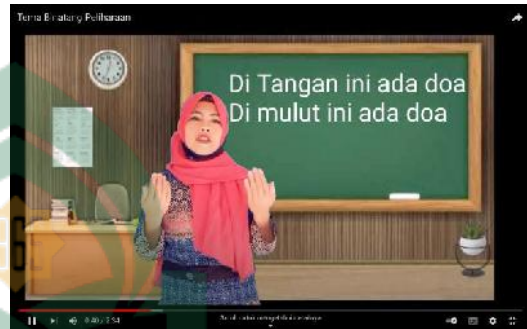 Tema Binatang Peliharaan
Di Tangan ini ada doa
Di mulut ini ada doa